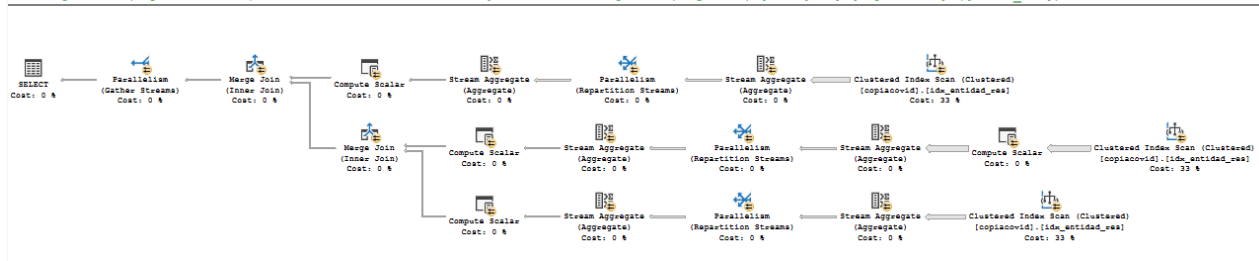 SELECT
Cost: 0 %
Parallelism
(Gather Streams)
Cost: 0 %
Merge Join
(Inner Join)
Cost: 0 %
Compute Scalar
Cost: 0 %
Stream Aggregate
(Aggregate)
Cost: 0 %
Parallelism
(Repartition Streams)
Cost: 0 %
Stream Aggregate
(Aggregate)
Cost: 0 %
Clustered Index Scan (Clustered)
[copiacovid].[idx_entidad_res]
Cost: 33 %
Merge Join
(Inner Join)
Cost: 0 %
Compute Scalar
Cost: 0 %
Stream Aggregate
(Aggregate)
Cost: 0 %
Parallelism
(Repartition Streams)
Cost: 0 %
Stream Aggregate
(Aggregate)
Cost: 0 %
Compute Scalar
Cost: 0 %
Clustered Index Scan (Clustered)
[copiacovid].[idx_entidad_res]
Cost: 33 %
Compute Scalar
Cost: 0 %
Stream Aggregate
(Aggregate)
Cost: 0 %
Parallelism
(Repartition Streams)
Cost: 0 %
Stream Aggregate
(Aggregate)
Cost: 0 %
Clustered Index Scan (Clustered)
[copiacovid].[idx_entidad_res]
Cost: 33 %